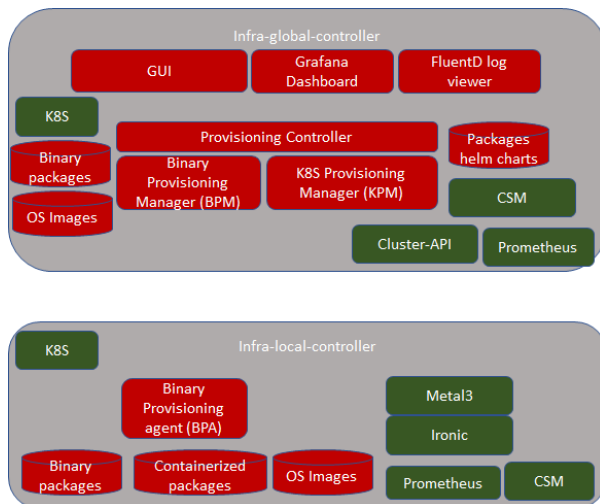 Infra-global-controller
GUI
Grafana
Dashboard
FluentD log
viewer
K8S
Binary
packages
OS Images
Provisioning Controller
Binary
Provisioning
Manager (BPM)
K8S Provisioning
Manager (KPM)
Packages
helm charts
CSM
Cluster-API
Prometheus
Infra-local-controller
K8S
Binary
Provisioning
agent (BPA)
Metal3
Ironic
Binary
packages
Containerized
packages
OS Images
Prometheus
CSM